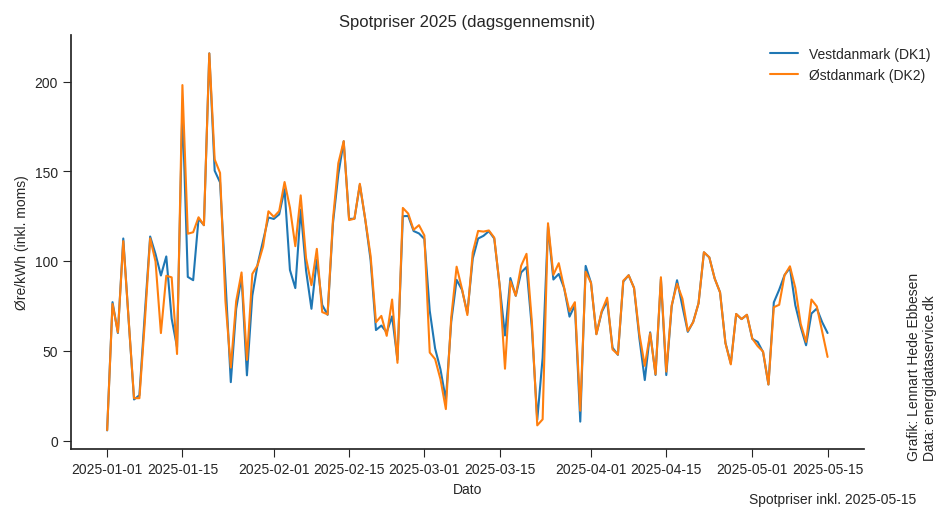 Spotpriser 2025 (dagsgennemsnit)
Vestdanmark (DK1)
Østdanmark (DK2)
Øre/kWh (inkl. moms)
200
150
100
50
0
2025-01-01 2025-01-15 2025-02-01 2025-02-15 2025-03-01 2025-03-15 2025-04-01 2025-04-15 2025-05-01 2025-05-15
Dato
Grafik: Lennart Hede Ebbesen
Data: energidataservice.dk
Spotpriser inkl. 2025-05-15